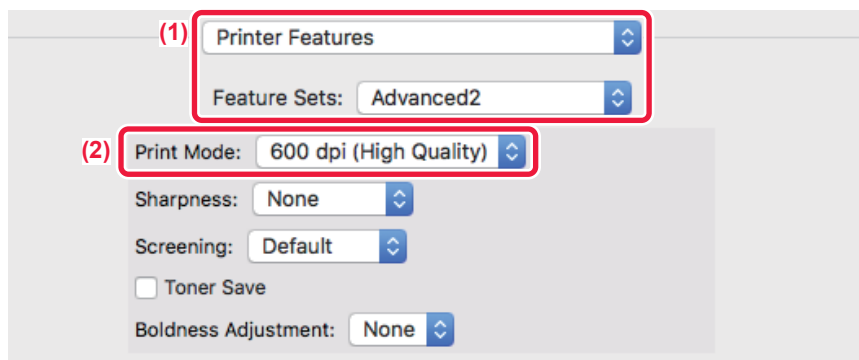 (1) Printer Features
Feature Sets: Advanced2
(2) Print Mode: 600 dpi (High Quality)
Sharpness: None
Screening: Default
Toner Save
Boldness Adjustment: None